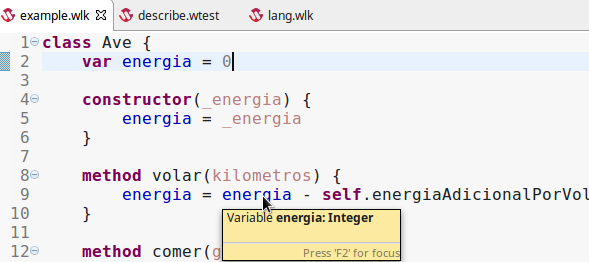 example.wlk describe.wtest lang.wlk
1 class Ave {
2 var energia = 0
3
4 constructor(_energia) {
5 energia = _energia
6 }
7
8 method volar(kilometros) {
9 energia = energia - self.energiaAdicionalPorVol
10 }
11
12 method comer(g
Variable energia: Integer
Press 'F2' for focus